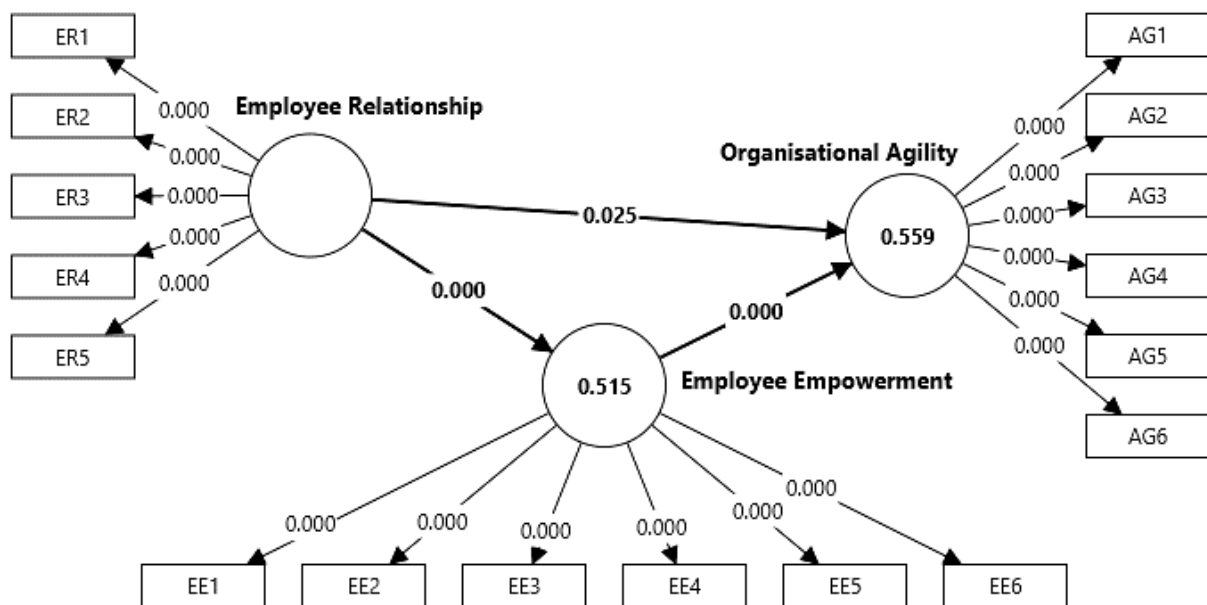 ER1
ER2
ER3
ER4
ER5
0.000
0.000
0.000
0.000
0.000
Employee Relationship
0.025
0.000
0.000
Organisational Agility
0.559
0.515
Employee Empowerment
0.000
0.000
0.000
0.000
0.000
0.000
AG1
AG2
AG3
AG4
AG5
AG6
0.000
0.000
0.000
0.000
0.000
0.000
EE1
EE2
EE3
EE4
EE5
EE6